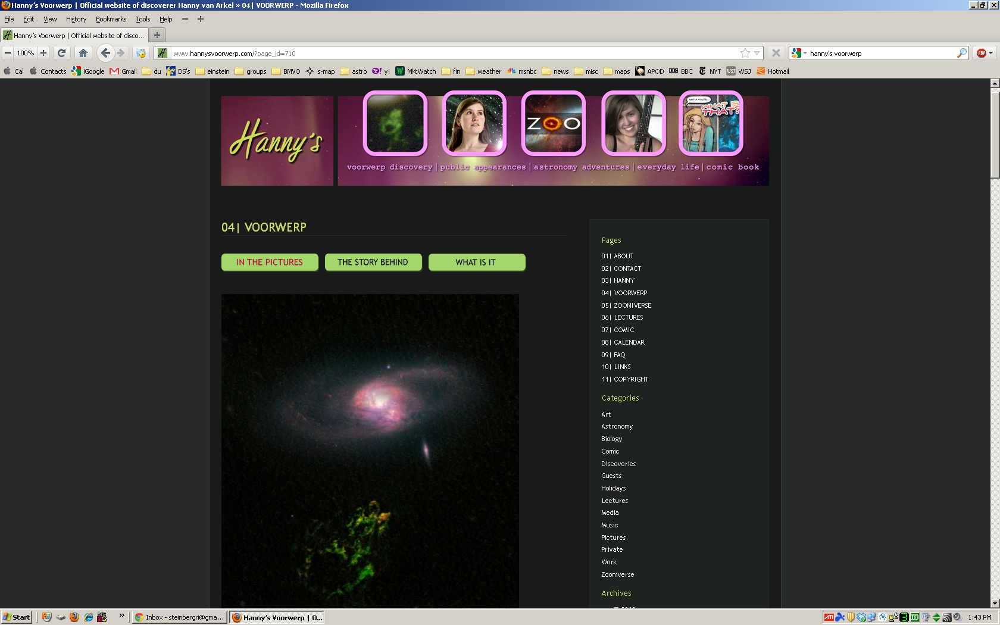 Hanny's Voorwerp | Official website of discoverer Hanny van Arkel » 04| VOORWERP - Mozilla Firefox
File Edit View History Bookmarks Tools Help
Hanny's Voorwerp | Official website of disco...
100% www.hannysvoorwerp.com/?page_id=710 hanny's voorwerp ABP
Cal Contacts iGoogle Gmail du DS's einstein groups BMVO s-map astro y! MktWatch fin weather msnbc news misc maps APOD BBC BBC NYT WSJ WSJ Hotmail
Hanny's
ZOO
WAIT A MINUTE...
WHAT IS THAT?
voorwerp discovery | public appearances | astronomy adventures | everyday life | comic book
04| VOORWERP
IN THE PICTURES THE STORY BEHIND WHAT IS IT
Pages
01| ABOUT
02| CONTACT
03| HANNY
04| VOORWERP
05| ZOONIVERSE
06| LECTURES
07| COMIC
08| CALENDAR
09| FAQ
10| LINKS
11| COPYRIGHT
Categories
Art
Astronomy
Biology
Comic
Discoveries
Guests
Holidays
Lectures
Media
Music
Pictures
Private
Work
Zooniverse
Archives
Start Inbox - steinbergri@gma... Hanny's Voorwerp | O... ATI ID 1:43 PM